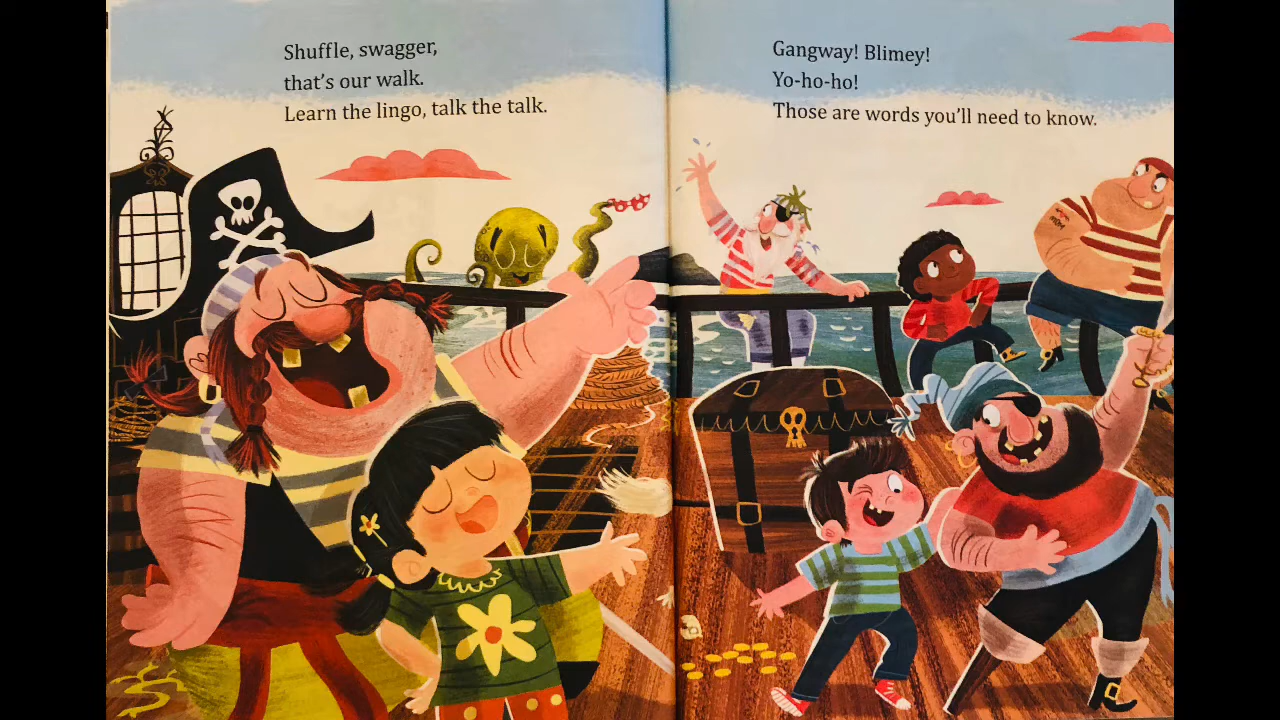 Shuffle, swagger,
that's our walk.
Learn the lingo, talk the talk.
Gangway! Blimey!
Yo-ho-ho!
Those are words you'll need to know.